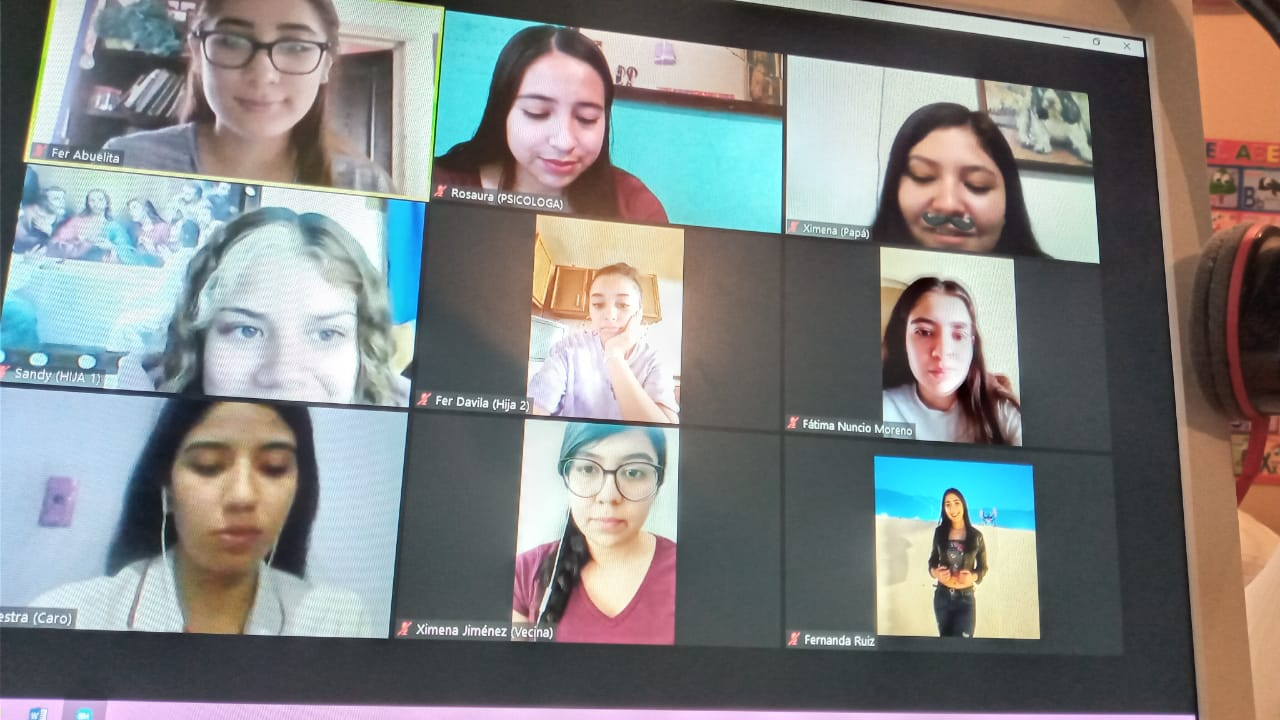 Fer Abuelita
Rosaura (PSICOLOGA)
Ximena (Papá)
Sandy (HIJA 1)
Fer Davila (Hija 2)
Fátima Nuncio Moreno
estra (Caro)
Ximena Jiménez (Vecina)
Fernanda Ruiz